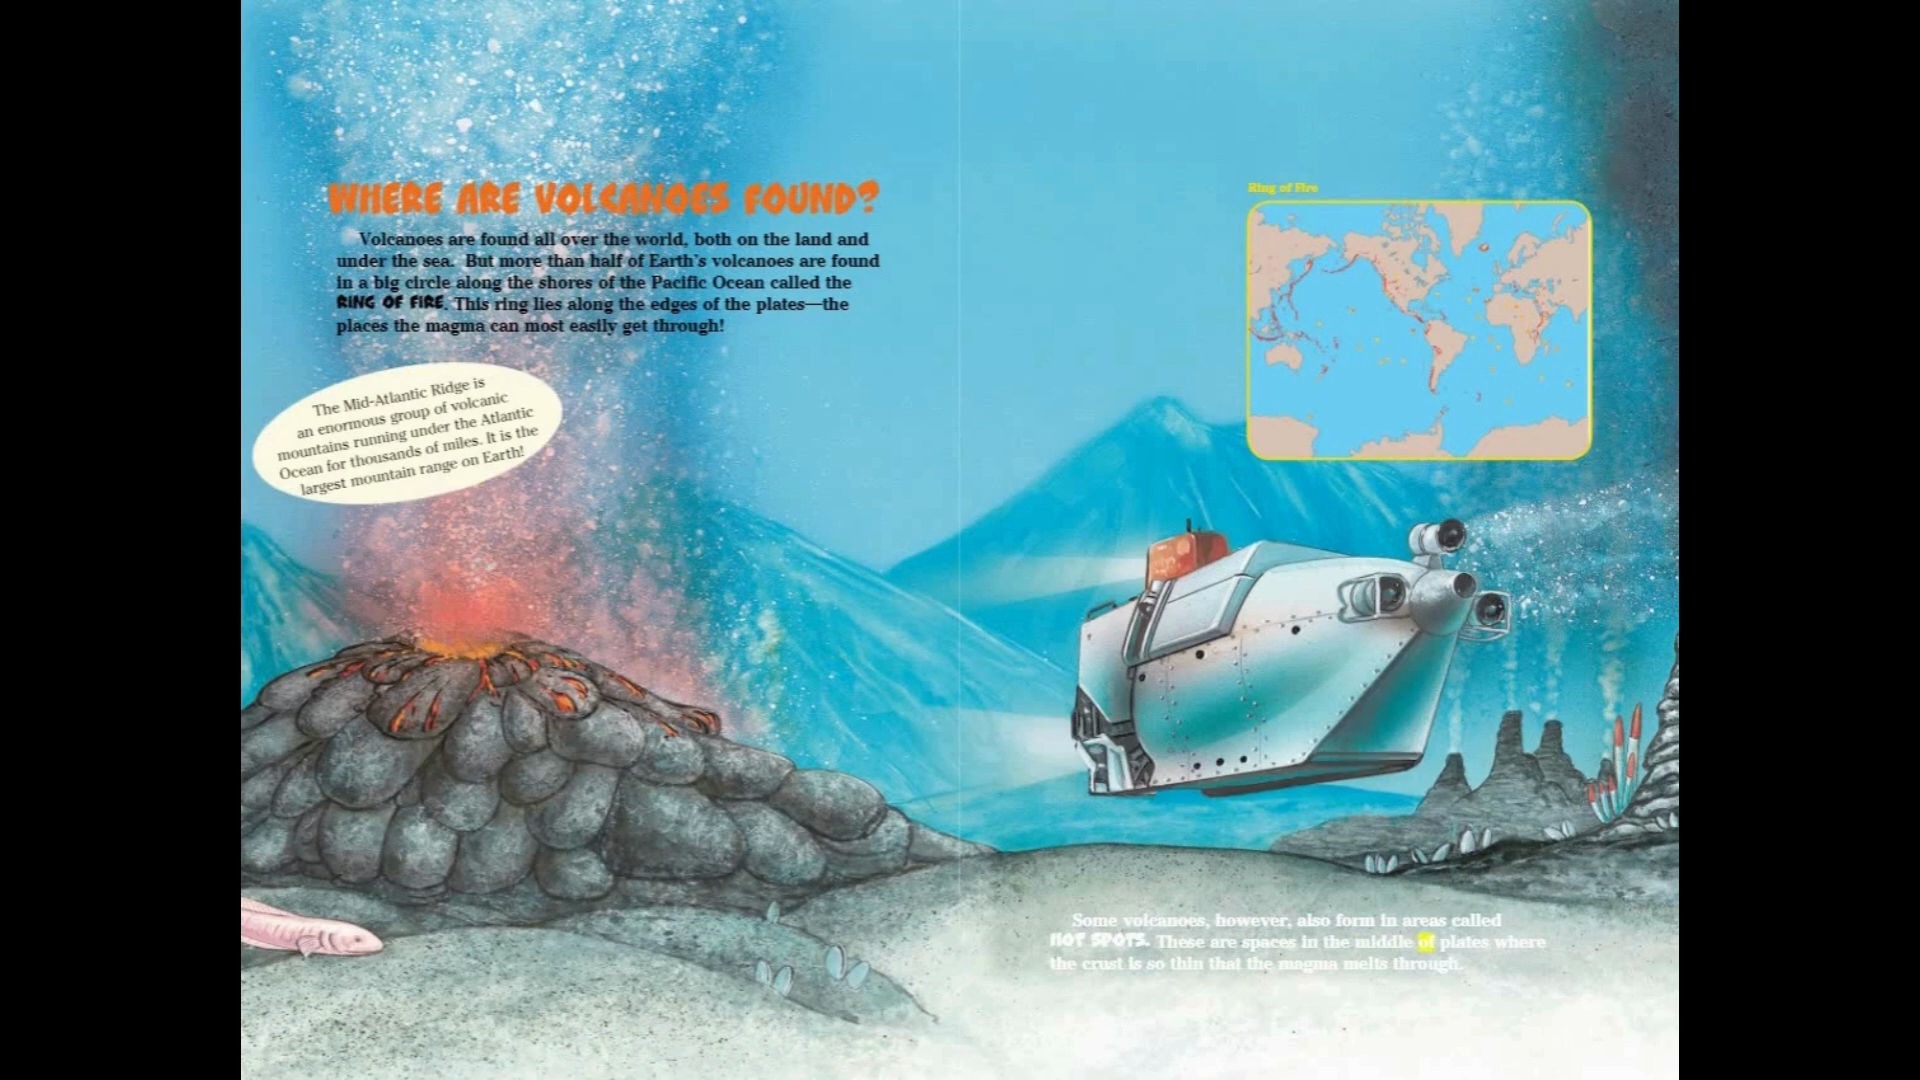 WHERE ARE VOLCANOES FOUND?
Volcanoes are found all over the world, both on the land and
under the sea. But more than half of Earth's volcanoes are found
in a big circle along the shores of the Pacific Ocean called the
RING OF FIRE. This ring lies along the edges of the plates—the
places the magma can most easily get through!
The Mid-Atlantic Ridge is
an enormous group of volcanic
mountains running under the Atlantic
Ocean for thousands of miles. It is the
largest mountain range on Earth!
Ring of Fire
Some volcanoes, however, also form in areas called
HOT SPOTS. These are spaces in the middle of plates where
the crust is so thin that the magma melts through.